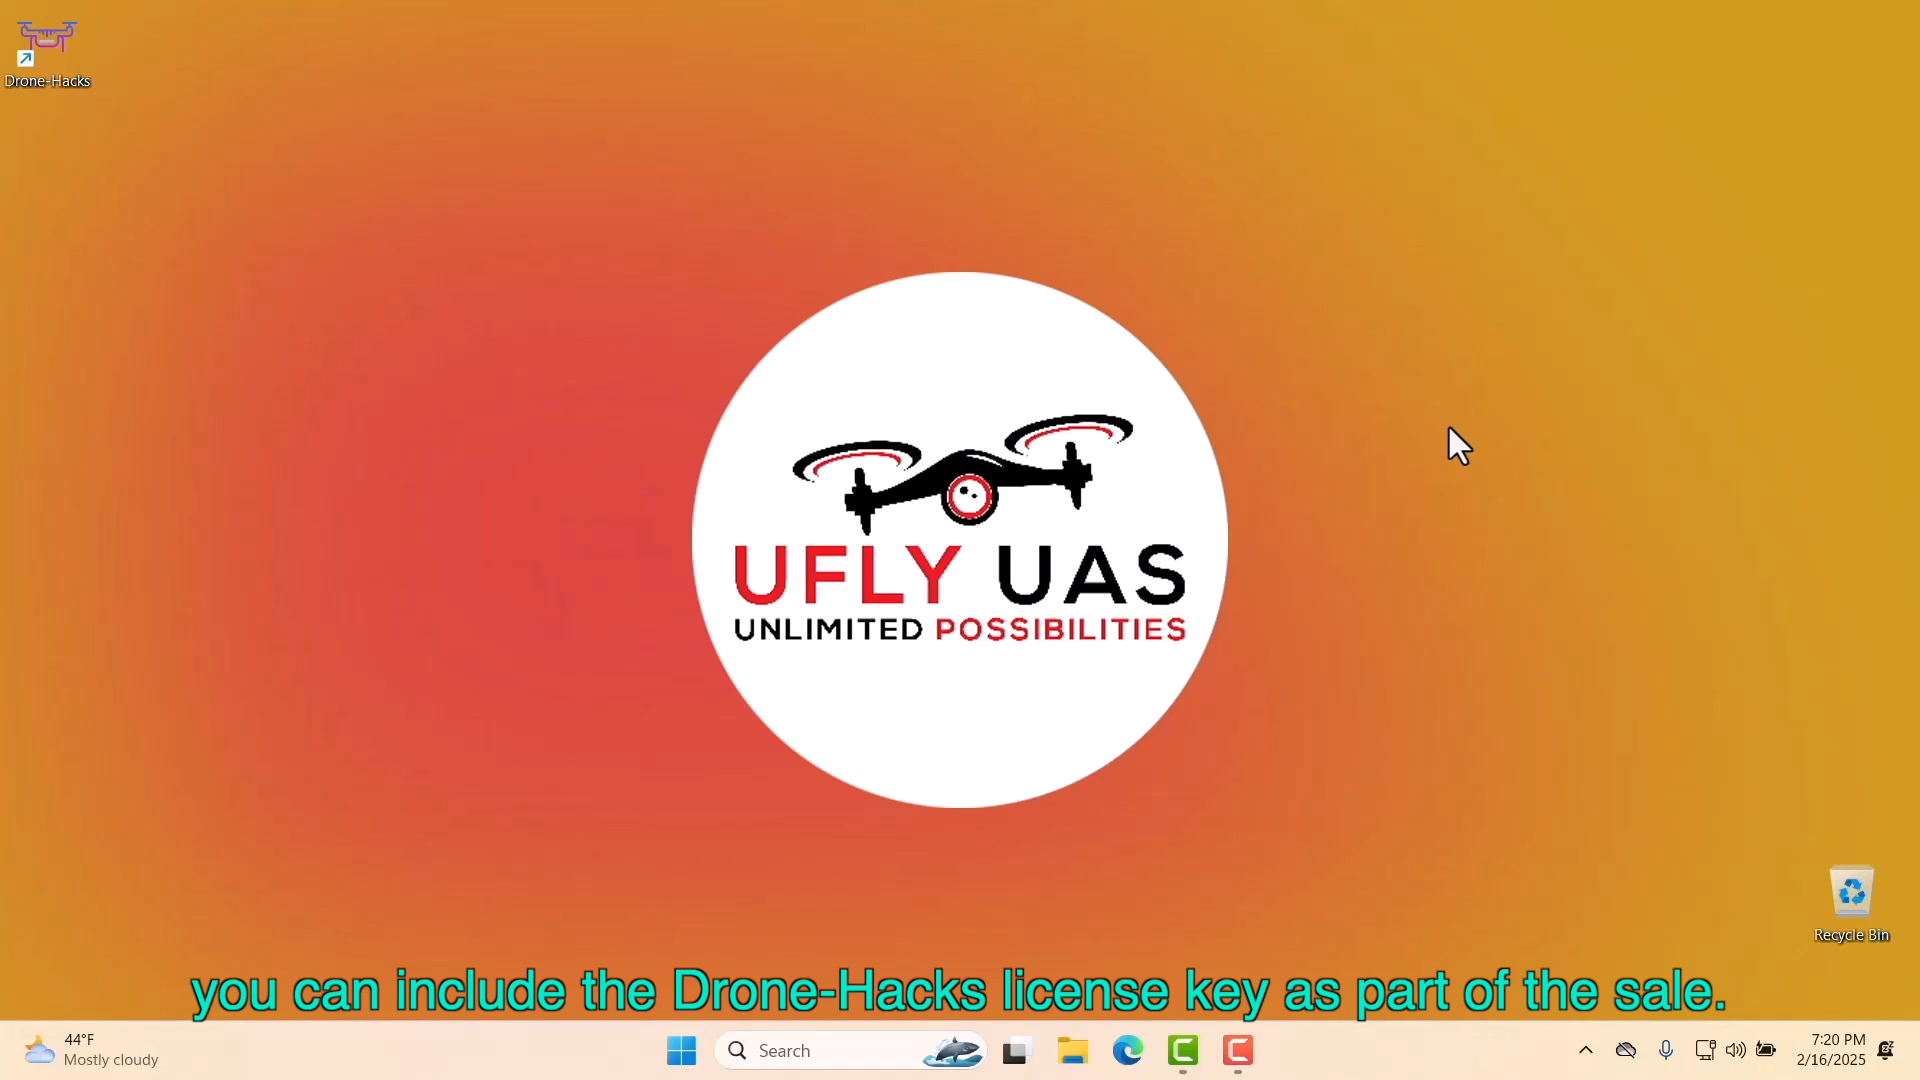 Drone-Hacks
UFLY UAS
UNLIMITED POSSIBILITIES
Recycle Bin
you can include the Drone-Hacks license key as part of the sale.
44°F
Mostly cloudy
Search
7:20 PM
2/16/2025